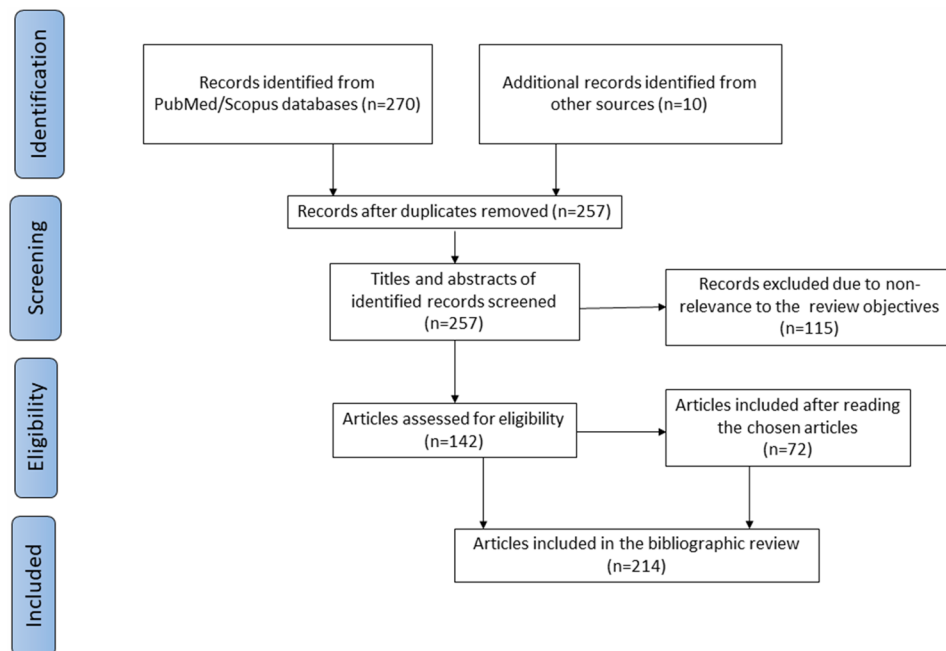 Identification
Records identified from
PubMed/Scopus databases (n=270)
Additional records identified from
other sources (n=10)
Screening
Records after duplicates removed (n=257)
Titles and abstracts of
identified records screened
(n=257)
Records excluded due to non-
relevance to the review objectives
(n=115)
Eligibility
Articles assessed for eligibility
(n=142)
Articles included after reading
the chosen articles
(n=72)
Included
Articles included in the bibliographic review
(n=214)